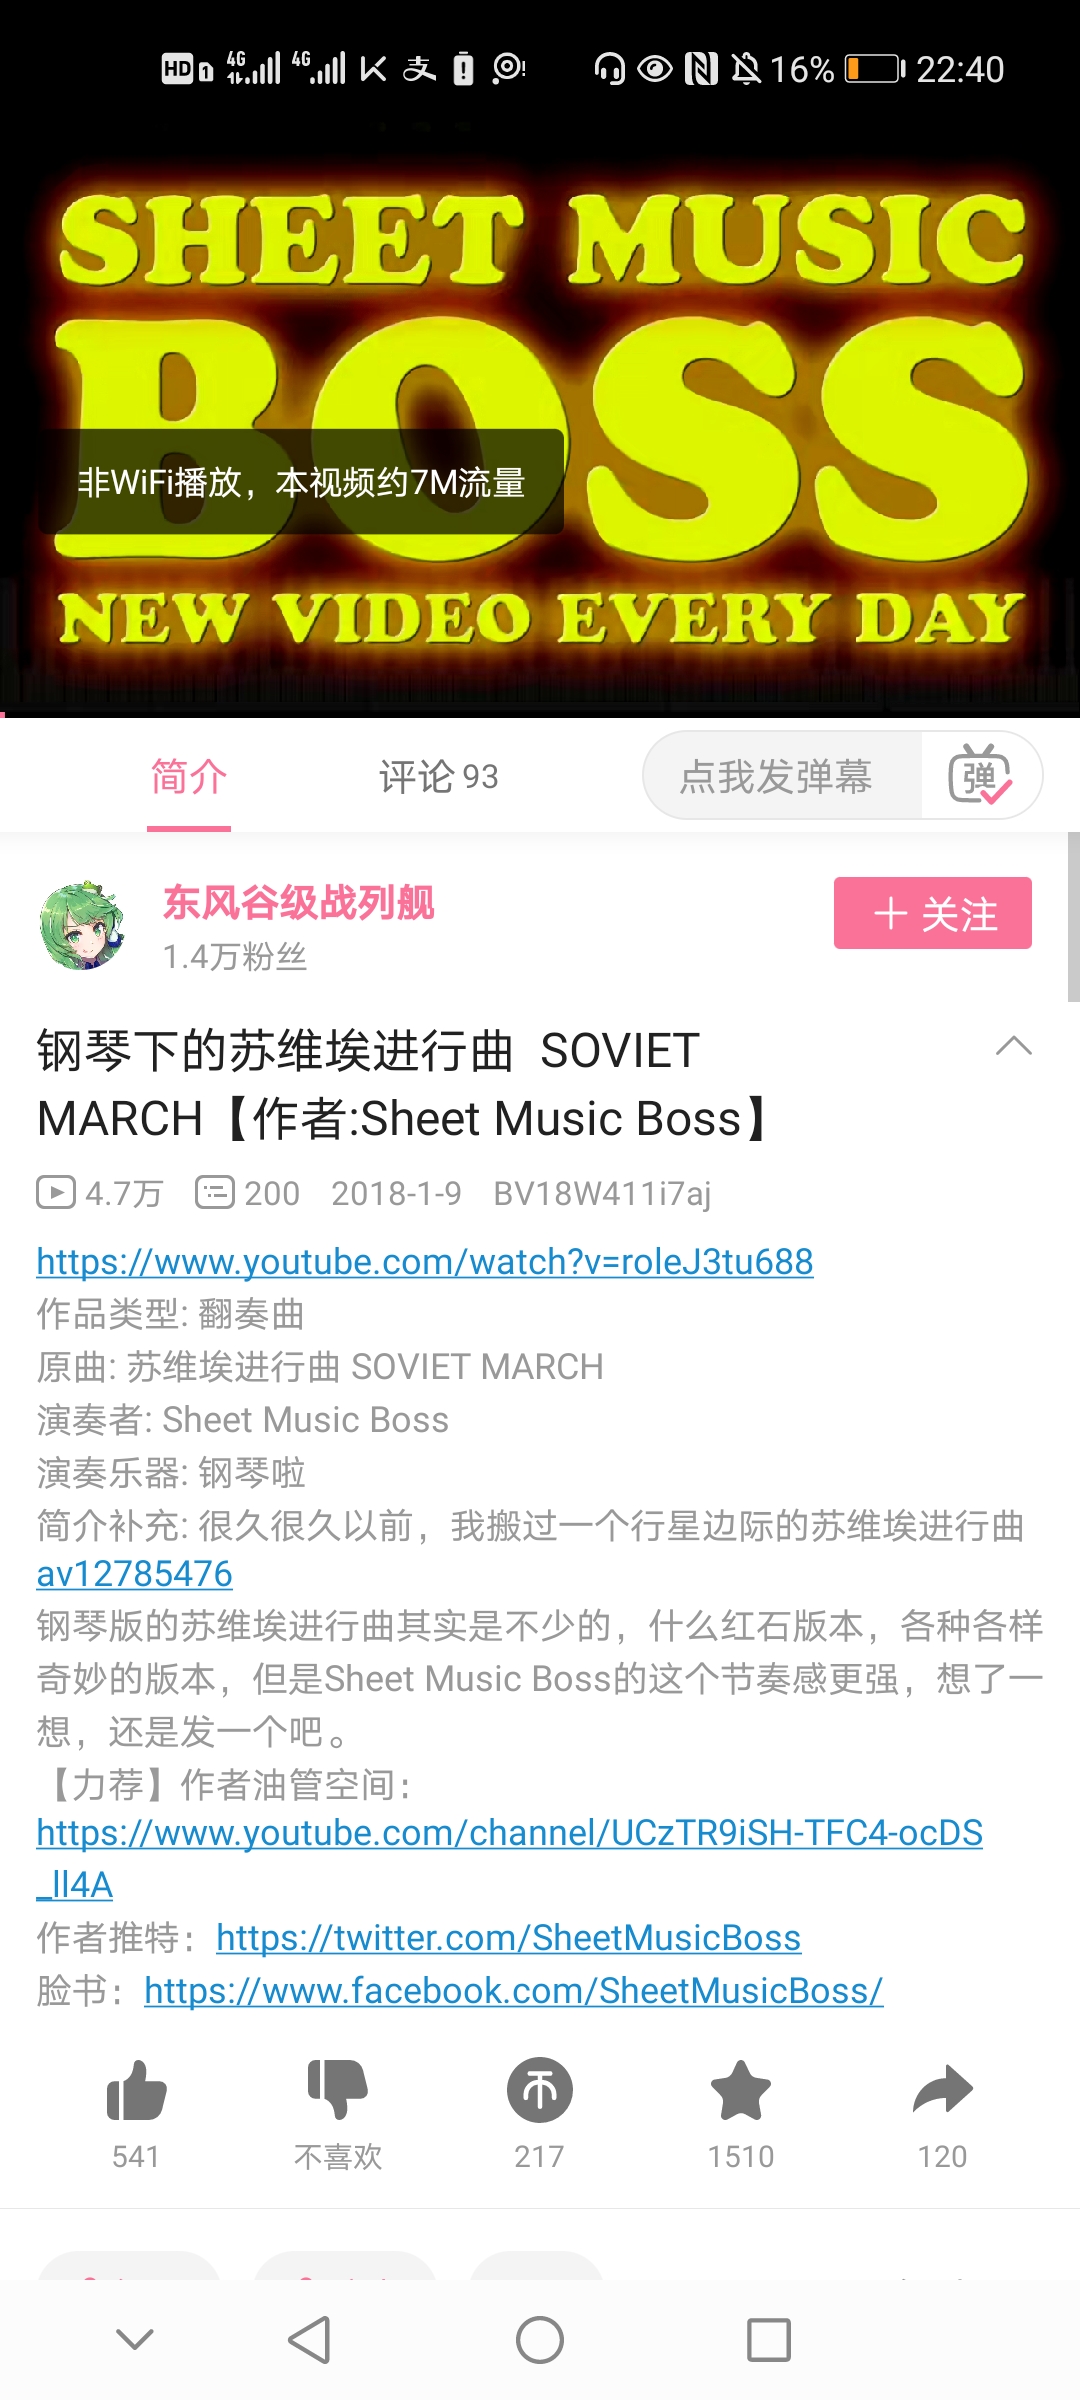 HD 1 4G 4G 支 16% 22:40
SHEET MUSIC
BOSS
非WiFi播放，本视频约7M流量
NEW VIDEO EVERY DAY
简介 评论 93 点我发弹幕 弹
东风谷级战列舰
1.4万粉丝
＋ 关注
钢琴下的苏维埃进行曲 SOVIET
MARCH【作者:Sheet Music Boss】
4.7万 200 2018-1-9 BV18W411i7aj
https://www.youtube.com/watch?v=roleJ3tu688
作品类型: 翻奏曲
原曲: 苏维埃进行曲 SOVIET MARCH
演奏者: Sheet Music Boss
演奏乐器: 钢琴啦
简介补充: 很久很久以前，我搬过一个行星边际的苏维埃进行曲
av12785476
钢琴版的苏维埃进行曲其实是不少的，什么红石版本，各种各样
奇妙的版本，但是Sheet Music Boss的这个节奏感更强，想了一
想，还是发一个吧。
【力荐】作者油管空间：
https://www.youtube.com/channel/UCzTR9iSH-TFC4-ocDS
_ll4A
作者推特：https://twitter.com/SheetMusicBoss
脸书：https://www.facebook.com/SheetMusicBoss/
541 不喜欢 217 1510 120